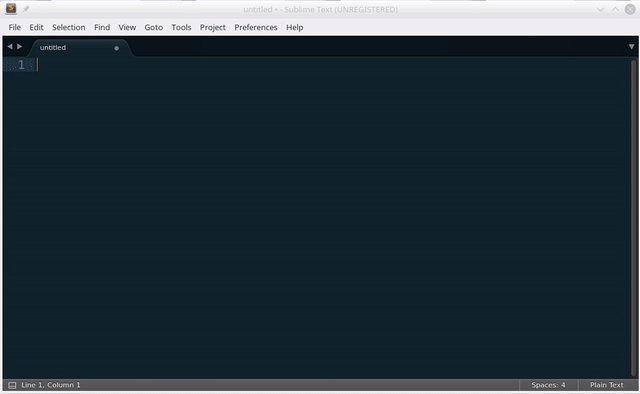 untitled • - Sublime Text (UNREGISTERED)
File Edit Selection Find View Goto Tools Project Preferences Help
untitled
1
Line 1, Column 1 Spaces: 4 Plain Text